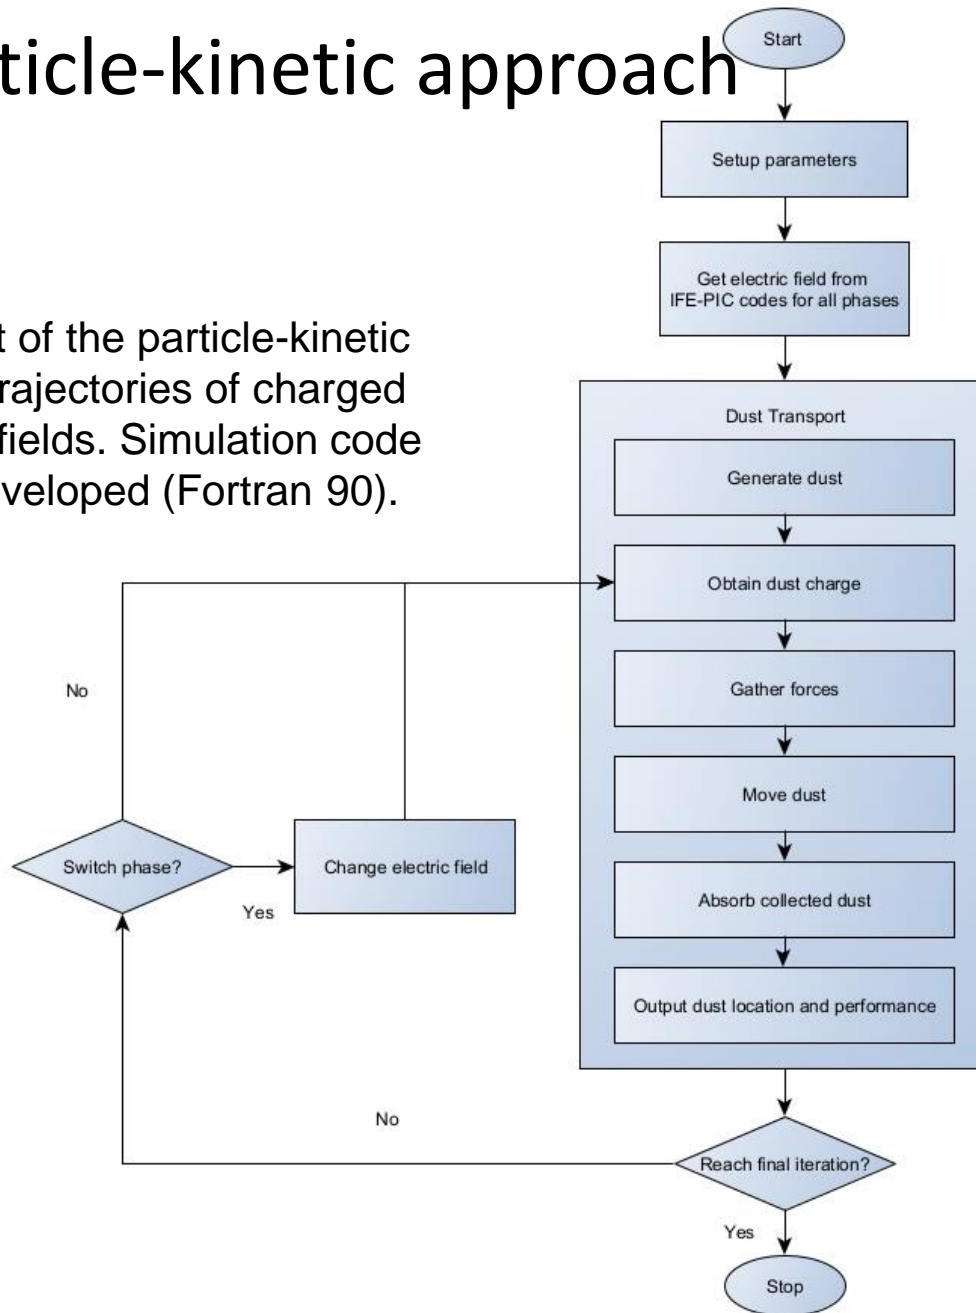 ticle-kinetic approach
t of the particle-kinetic
rajectories of charged
fields. Simulation code
veloped (Fortran 90).
Start
Setup parameters
Get electric field from
IFE-PIC codes for all phases
Dust Transport
Generate dust
Obtain dust charge
Gather forces
Move dust
Absorb collected dust
Output dust location and performance
No
Switch phase?
Yes
Change electric field
No
Reach final iteration?
Yes
Stop